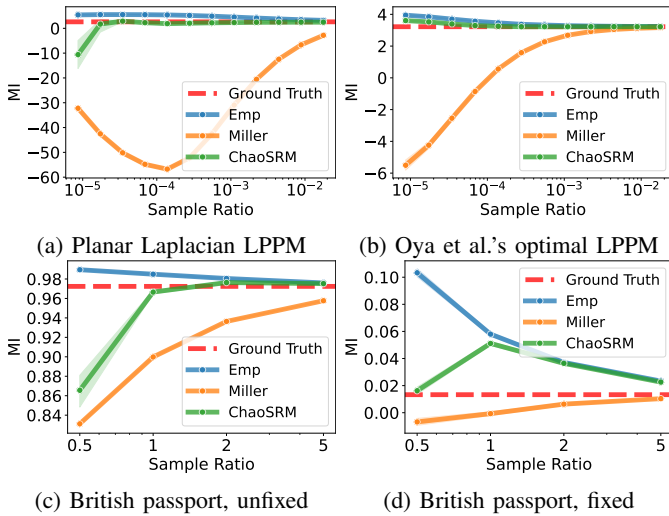 0
−10
−20
−30
−40
−50
−60
MI
10⁻⁵ 10⁻⁴ 10⁻³ 10⁻²
Sample Ratio
Ground Truth
Emp
Miller
ChaoSRM
(a) Planar Laplacian LPPM
4
2
0
−2
−4
−6
MI
10⁻⁵ 10⁻⁴ 10⁻³ 10⁻²
Sample Ratio
Ground Truth
Emp
Miller
ChaoSRM
(b) Oya et al.'s optimal LPPM
0.98
0.96
0.94
0.92
0.90
0.88
0.86
0.84
MI
0.5 1 2 5
Sample Ratio
Ground Truth
Emp
Miller
ChaoSRM
(c) British passport, unfixed
0.10
0.08
0.06
0.04
0.02
0.00
MI
0.5 1 2 5
Sample Ratio
Ground Truth
Emp
Miller
ChaoSRM
(d) British passport, fixed